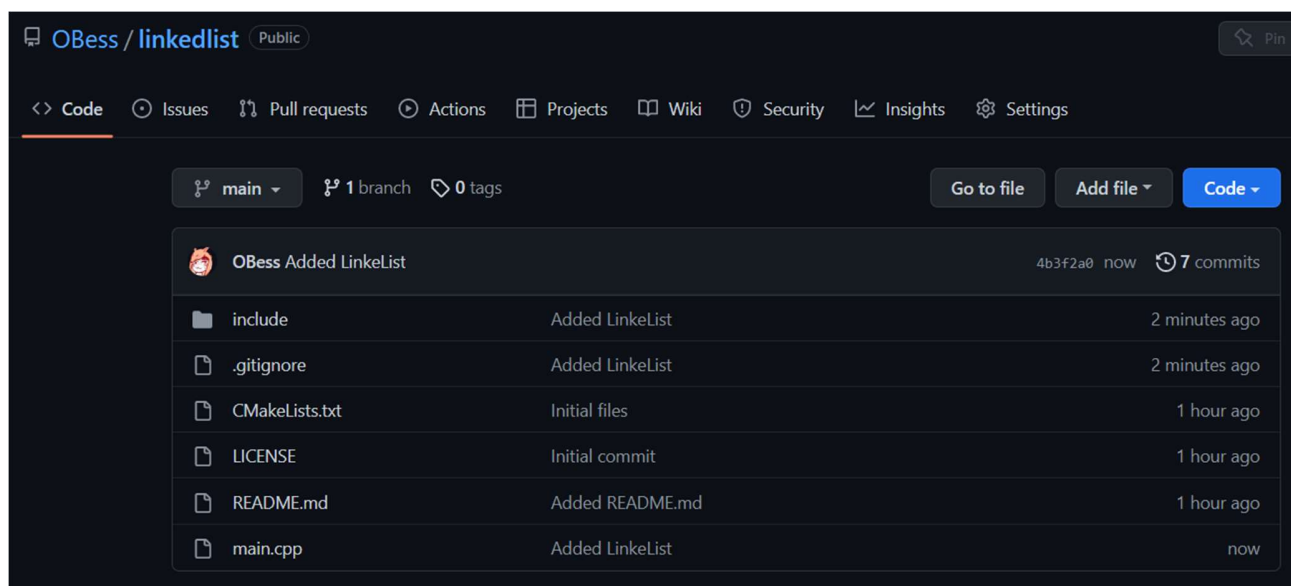 OBess / linkedlist Public Pin
Code Issues Pull requests Actions Projects Wiki Security Insights Settings
main 1 branch 0 tags Go to file Add file Code
OBess Added LinkeList 4b3f2a0 now 7 commits
include Added LinkeList 2 minutes ago
.gitignore Added LinkeList 2 minutes ago
CMakeLists.txt Initial files 1 hour ago
LICENSE Initial commit 1 hour ago
README.md Added README.md 1 hour ago
main.cpp Added LinkeList now